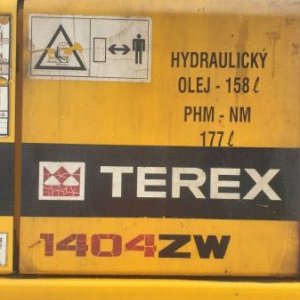 HYDRAULICKÝ
OLEJ - 158 ℓ
PHM - NM
177 ℓ
TEREX
1404ZW